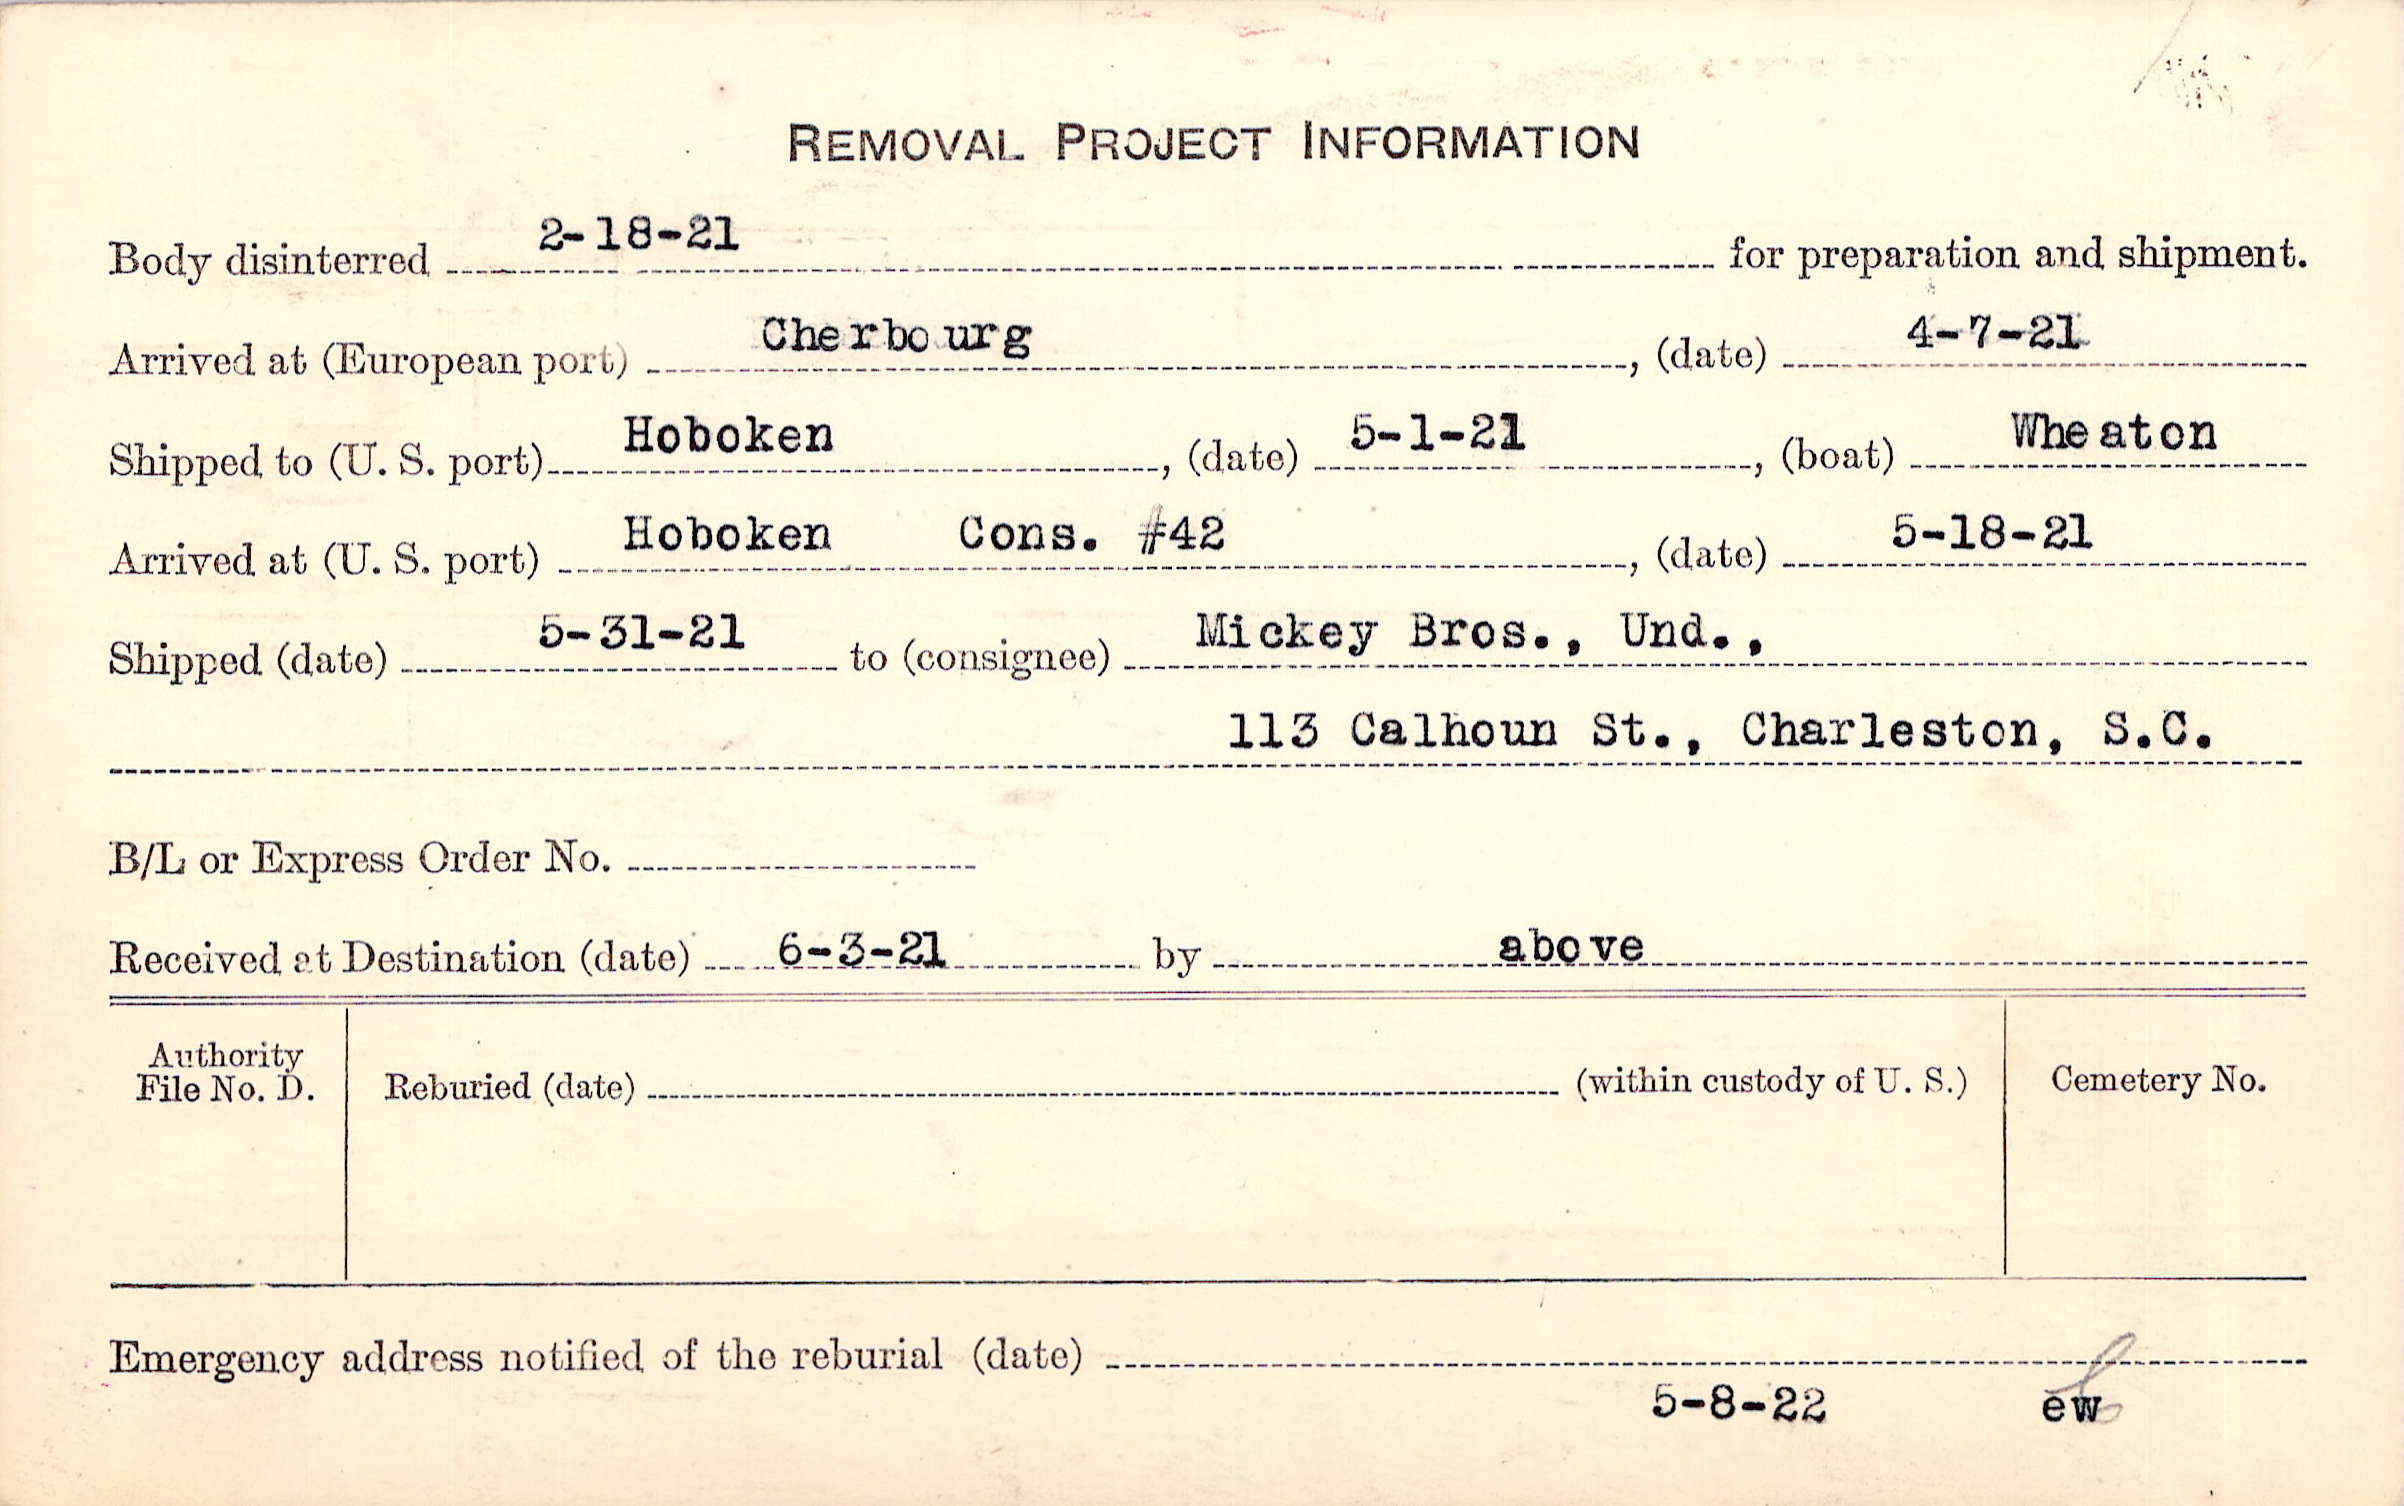 REMOVAL PROJECT INFORMATION
Body disinterred 2-18-21 for preparation and shipment.
Arrived at (European port) Cherbourg, (date) 4-7-21
Shipped to (U. S. port) Hoboken, (date) 5-1-21, (boat) Wheaton
Arrived at (U. S. port) Hoboken Cons. #42, (date) 5-18-21
Shipped (date) 5-31-21 to (consignee) Mickey Bros., Und.,
113 Calhoun St., Charleston, S.C.
B/L or Express Order No.
Received at Destination (date) 6-3-21 by above
Authority
File No. D.
Reburied (date) (within custody of U. S.)
Cemetery No.
Emergency address notified of the reburial (date)
5-8-22 ew